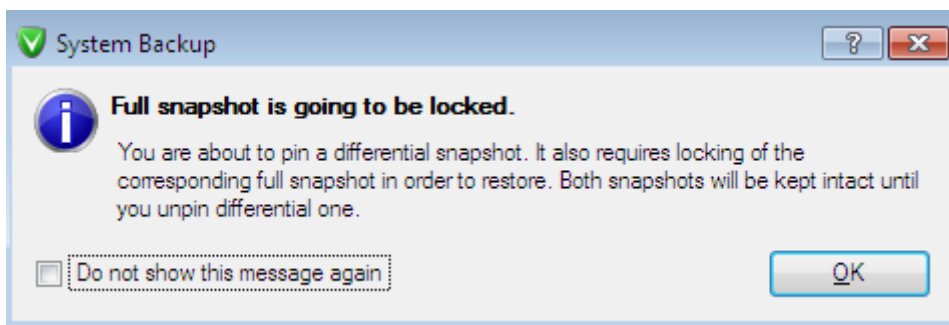 System Backup
Full snapshot is going to be locked.
You are about to pin a differential snapshot. It also requires locking of the
corresponding full snapshot in order to restore. Both snapshots will be kept intact until
you unpin differential one.
Do not show this message again
OK